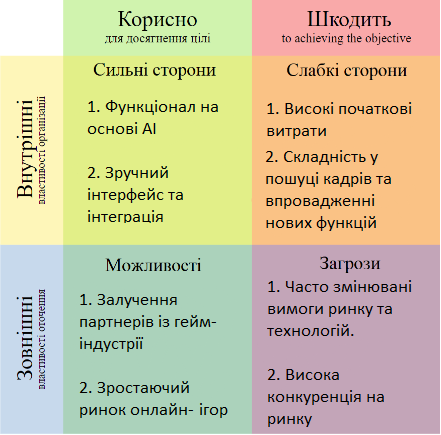 Корисно
для досягнення цілі
Шкодить
to achieving the objective
Внутрішні
властивості організації
Сильні сторони
1. Функціонал на
основі AI
2. Зручний
інтерфейс та
інтеграція
Слабкі сторони
1. Високі початкові
витрати
2. Складність у
пошуці кадрів та
впровадженні
нових функцій
Зовнішні
властивості оточення
Можливості
1. Залучення
партнерів із гейм-
індустрії
2. Зростаючий
ринок онлайн- ігор
Загрози
1. Часто змінювані
вимоги ринку та
технологій.
2. Висока
конкуренція на
ринку